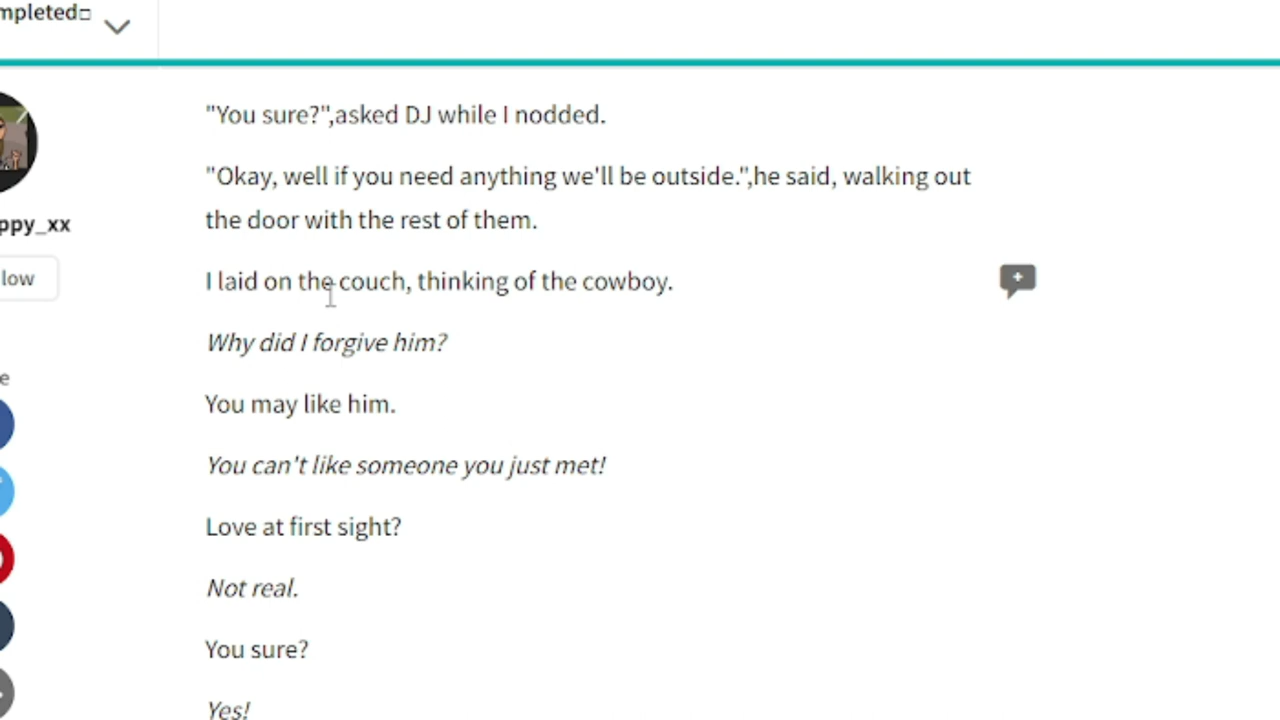 mpleted□
"You sure?",asked DJ while I nodded.
"Okay, well if you need anything we'll be outside.",he said, walking out
the door with the rest of them.
ppy_xx
low
I laid on the couch, thinking of the cowboy.
Why did I forgive him?
e
You may like him.
You can't like someone you just met!
Love at first sight?
Not real.
You sure?
Yes!